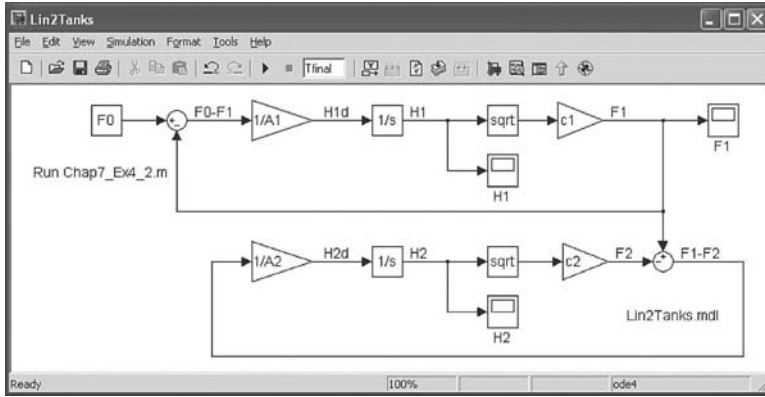 Lin2Tanks
File Edit View Simulation Format Tools Help
Tfinal
F0
F0-F1
1/A1
H1d
1/s
H1
sqrt
c1
F1
F1
Run Chap7_Ex4_2.m
H1
1/A2
H2d
1/s
H2
sqrt
c2
F2
F1-F2
H2
Lin2Tanks.mdl
Ready 100% ode4